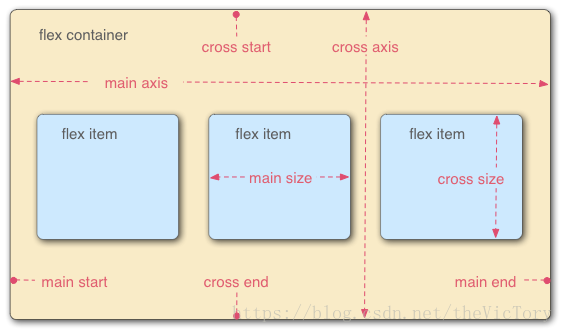 flex container
cross start
cross axis
main axis
flex item
flex item
flex item
main size
cross size
main start
cross end
main end
https://blog.csdn.net/theVicTory